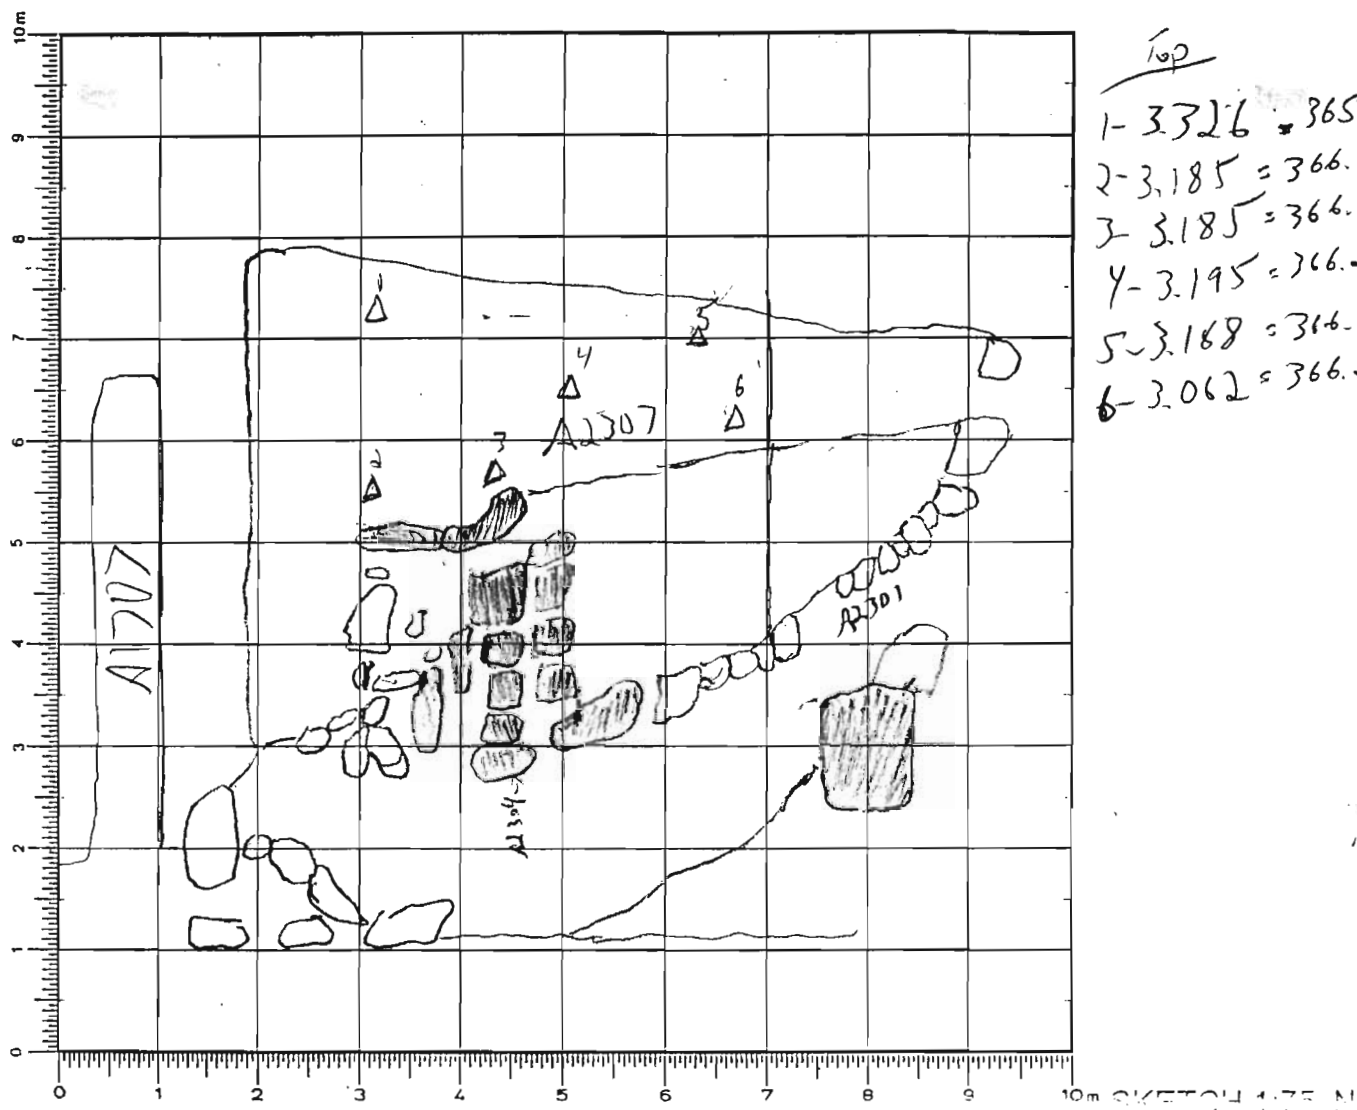 Top
1- 3.326 = 365
2- 3.185 = 366.
3- 3.185 = 366.
4- 3.195 = 366.
5- 3.168 = 366.
6- 3.062 = 366.
10m
9
8
7
6
5
4
3
2
1
0
1
5
4
6
A2307
3
2
A1707
A2301
A2304
0 1 2 3 4 5 6 7 8 9 10m
SKETCH 1:75 N